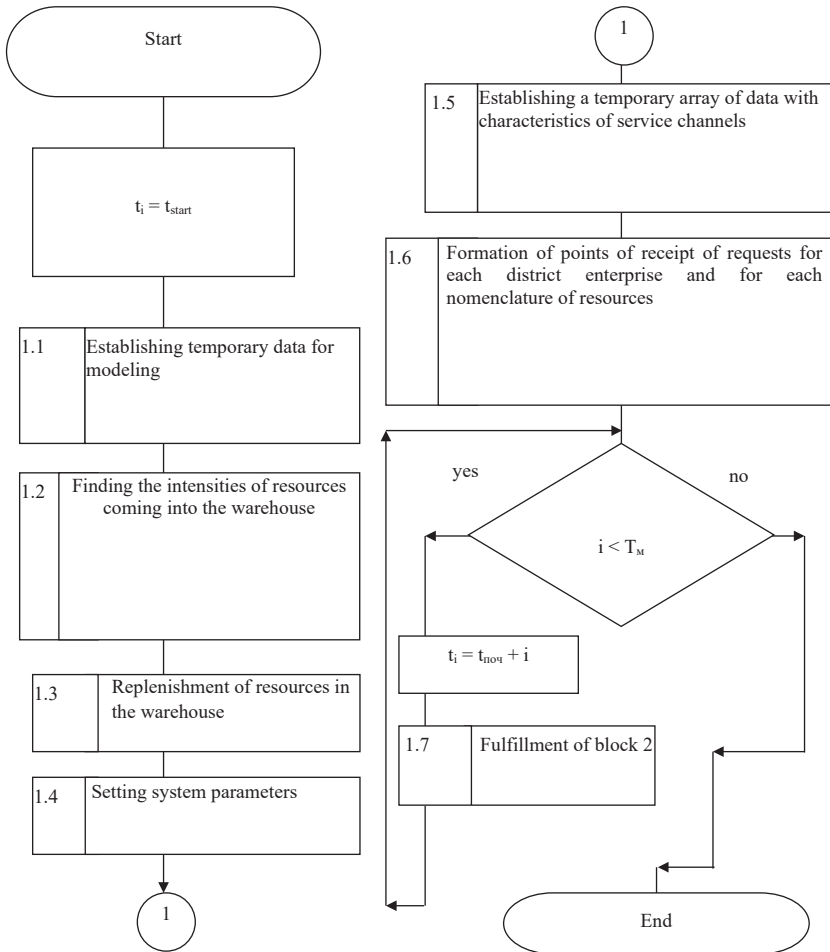 Start
tᵢ = t_start
1.1
Establishing temporary data for
modeling
1.2
Finding the intensities of resources
coming into the warehouse
1.3
Replenishment of resources in
the warehouse
1.4
Setting system parameters
1
1
1.5
Establishing a temporary array of data with
characteristics of service channels
1.6
Formation of points of receipt of requests for
each district enterprise and for each
nomenclature of resources
yes
no
i < Tₘ
tᵢ = t_поч + i
1.7
Fulfillment of block 2
End